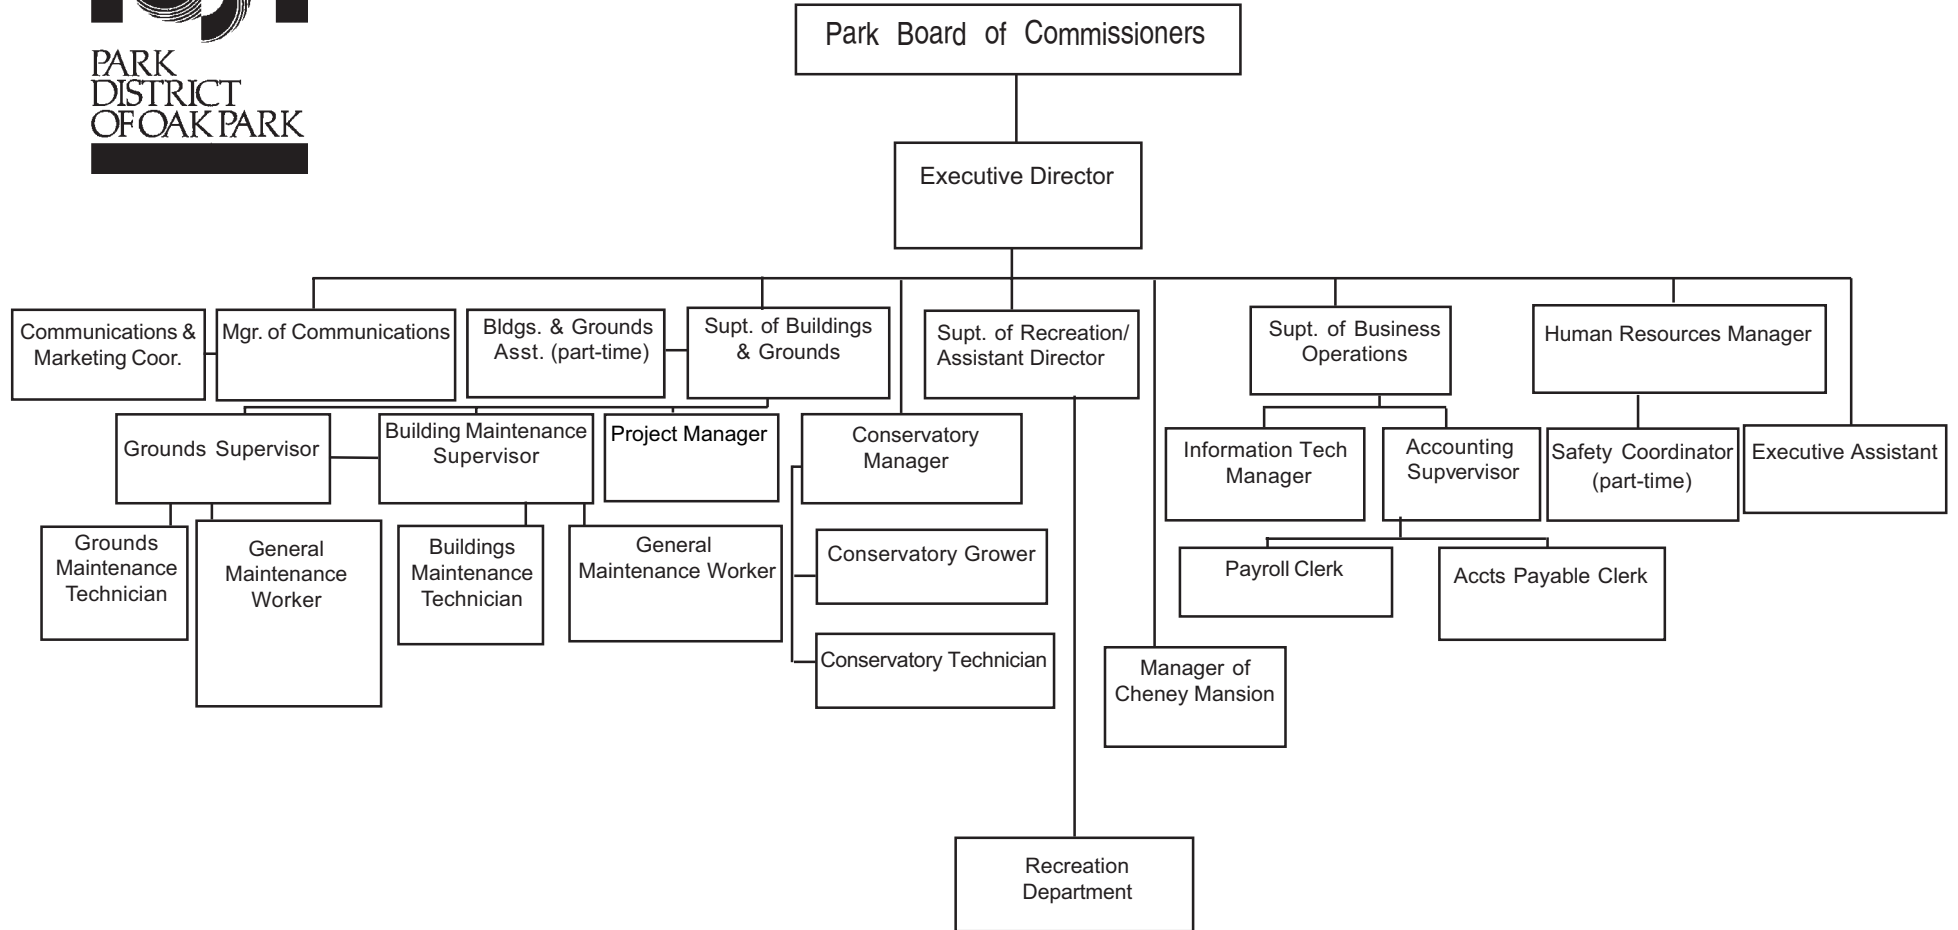 PARK
DISTRICT
OF OAK PARK
Park Board of Commissioners
Executive Director
Communications &
Marketing Coor.
Mgr. of Communications
Bldgs. & Grounds
Asst. (part-time)
Supt. of Buildings
& Grounds
Supt. of Recreation/
Assistant Director
Supt. of Business
Operations
Human Resources Manager
Grounds Supervisor
Building Maintenance
Supervisor
Project Manager
Conservatory
Manager
Information Tech
Manager
Accounting
Supvervisor
Safety Coordinator
(part-time)
Executive Assistant
Grounds
Maintenance
Technician
General
Maintenance
Worker
Buildings
Maintenance
Technician
General
Maintenance Worker
Conservatory Grower
Payroll Clerk
Accts Payable Clerk
Conservatory Technician
Manager of
Cheney Mansion
Recreation
Department